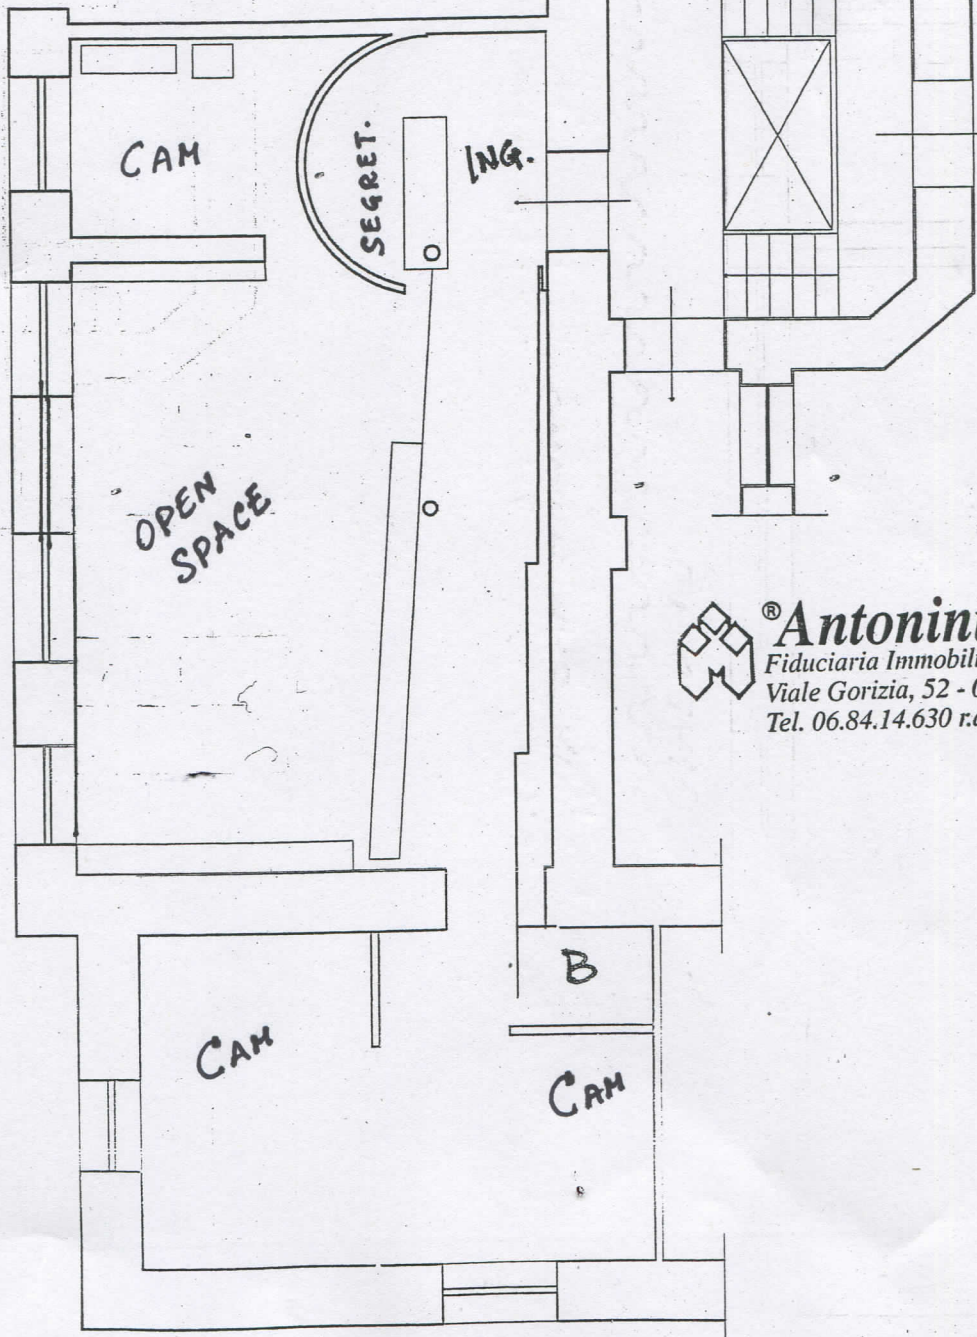 CAM
SEGRET.
ING.
OPEN
SPACE
® Antonini
Fiduciaria Immobili
Viale Gorizia, 52 -
Tel. 06.84.14.630 r.
B
CAM
CAM